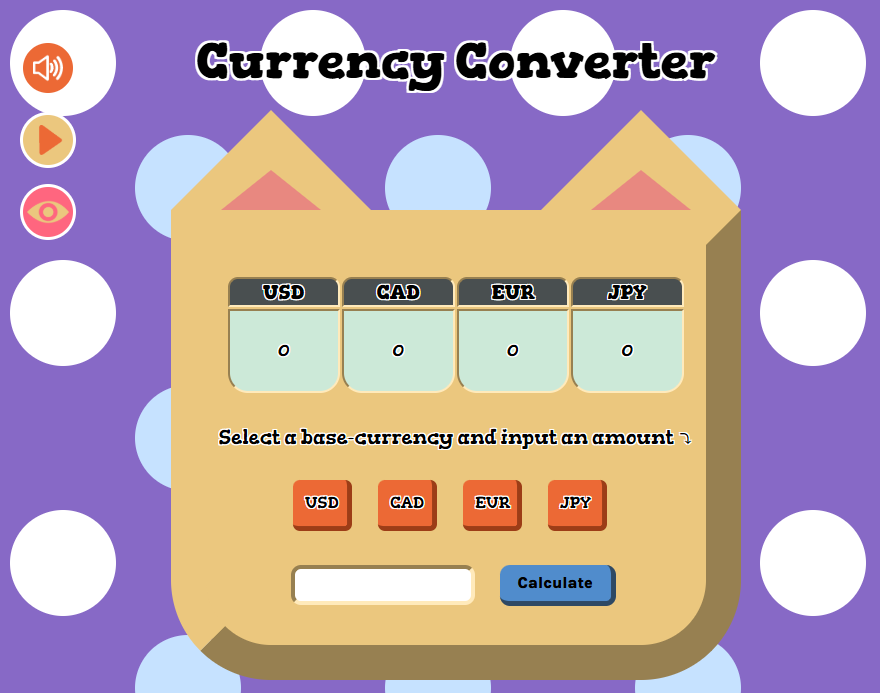 Currency Converter
USD CAD EUR JPY
0 0 0 0
Select a base-currency and input an amount ⤵
USD CAD EUR JPY
Calculate